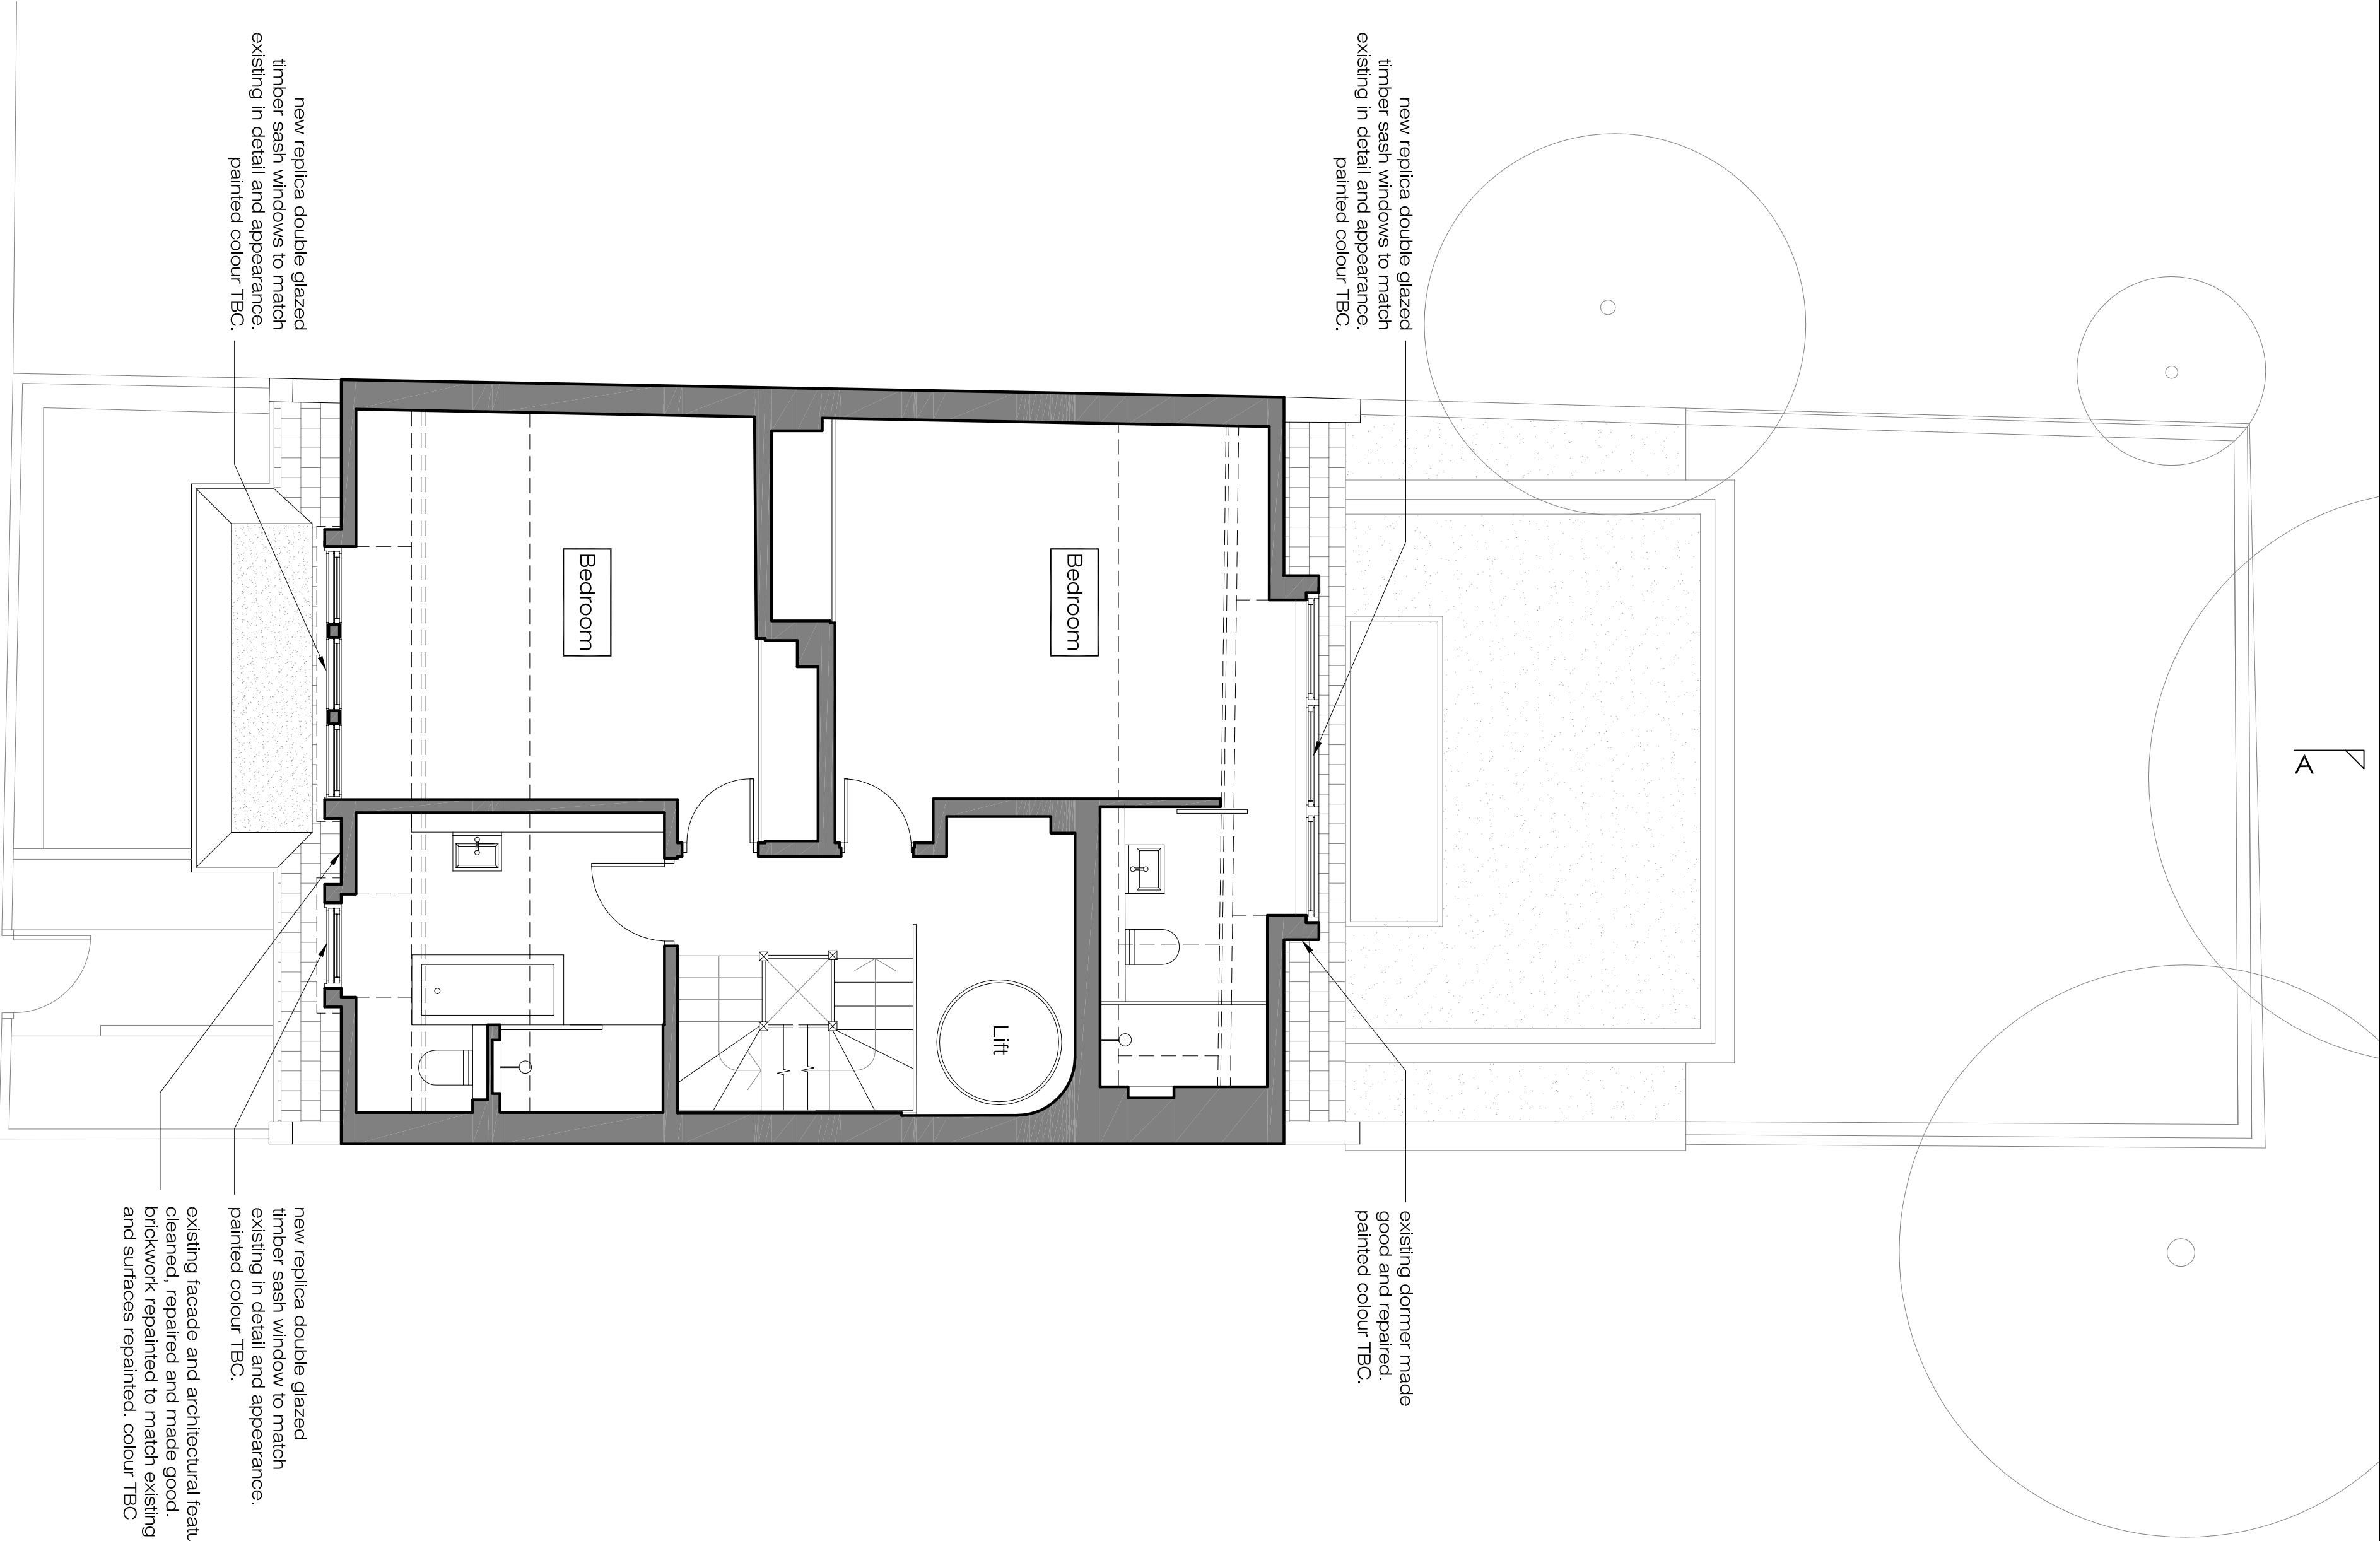 new replica double glazed
timber sash windows to match
existing in detail and appearance.
painted colour TBC.
new replica double glazed
timber sash windows to match
existing in detail and appearance.
painted colour TBC.
Bedroom
Bedroom
Lift
A
existing dormer made
good and repaired.
painted colour TBC.
new replica double glazed
timber sash window to match
existing in detail and appearance.
painted colour TBC.
existing facade and architectural featu
cleaned, repaired and made good.
brickwork repainted to match existing
and surfaces repainted. colour TBC